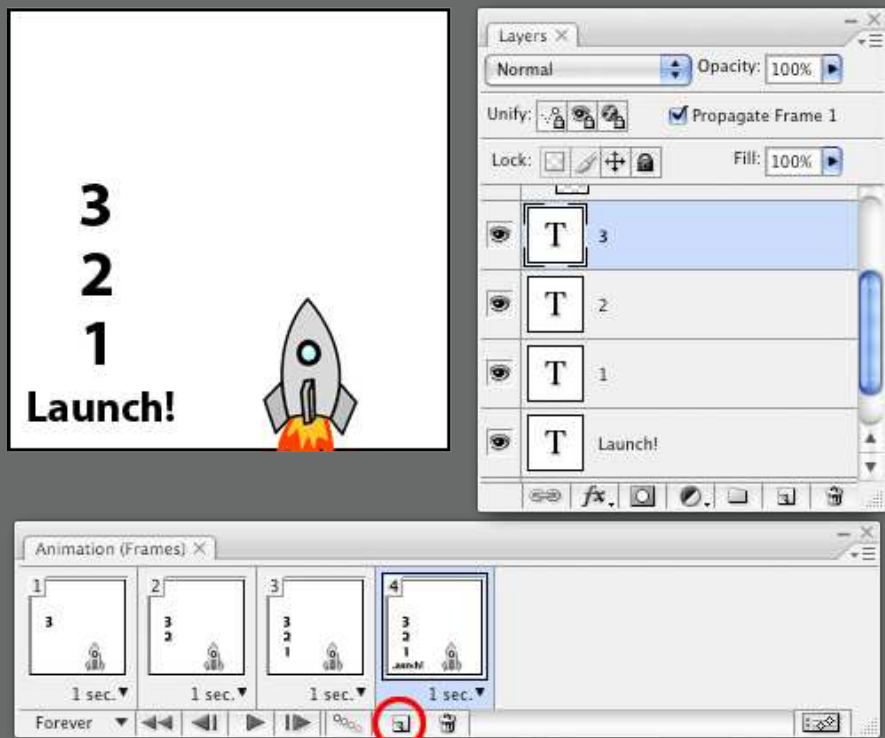 3
2
1
Launch!
Layers
Normal
Opacity: 100%
Unify:
Propagate Frame 1
Lock:
Fill: 100%
T 3
T 2
T 1
T Launch!
fx
Animation (Frames)
1 2 3 4
3
3
2
3
2
1
3
2
1
1 sec. 1 sec. 1 sec. 1 sec.
Forever